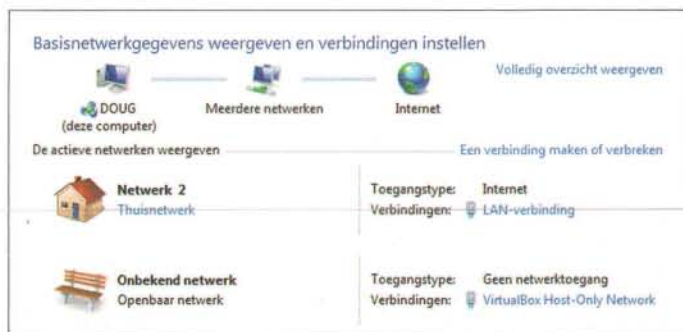 Basisnetwerkgegevens weergeven en verbindingen instellen
Volledig overzicht weergeven
DOUG Meerdere netwerken Internet
(deze computer)
De actieve netwerken weergeven Een verbinding maken of verbreken
Netwerk 2
Thuisnetwerk
Toegangstype: Internet
Verbindingen: LAN-verbinding
Onbekend netwerk
Openbaar netwerk
Toegangstype: Geen netwerktoegang
Verbindingen: VirtualBox Host-Only Network